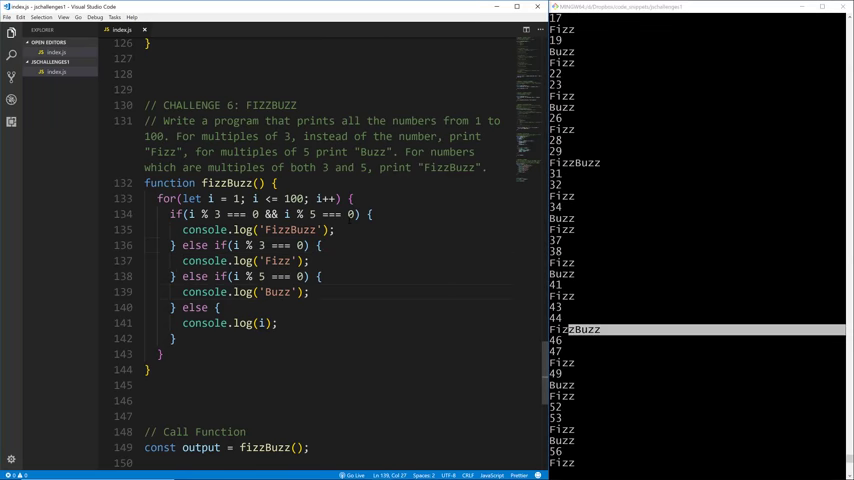 index.js - Visual Studio Code
File Edit Selection View Go Debug Tasks Help
EXPLORER
OPEN EDITORS
JS index.js
JSCHALLENGES1
JS index.js
JS index.js
126 }
127
128
129
130 // CHALLENGE 6: FIZZBUZZ
131 // Write a program that prints all the numbers from 1 to
100. For multiples of 3, instead of the number, print
"Fizz", for multiples of 5 print "Buzz". For numbers
which are multiples of both 3 and 5, print "FizzBuzz".
132 function fizzBuzz() {
133 for(let i = 1; i <= 100; i++) {
134 if(i % 3 === 0 && i % 5 === 0) {
135 console.log('FizzBuzz');
136 } else if(i % 3 === 0) {
137 console.log('Fizz');
138 } else if(i % 5 === 0) {
139 console.log('Buzz');
140 } else {
141 console.log(i);
142 }
143 }
144 }
145
146
147
148 // Call Function
149 const output = fizzBuzz();
150
0 0 Go Live Ln 139, Col 27 Spaces: 2 UTF-8 CRLF JavaScript Prettier
MINGW64:/d/Dropbox/code_snippets/jschallenges1
17
Fizz
19
Buzz
Fizz
22
23
Fizz
Buzz
26
Fizz
28
29
FizzBuzz
31
32
Fizz
34
Buzz
Fizz
37
38
Fizz
Buzz
41
Fizz
43
44
FizzBuzz
46
47
Fizz
49
Buzz
Fizz
52
53
Fizz
Buzz
56
Fizz